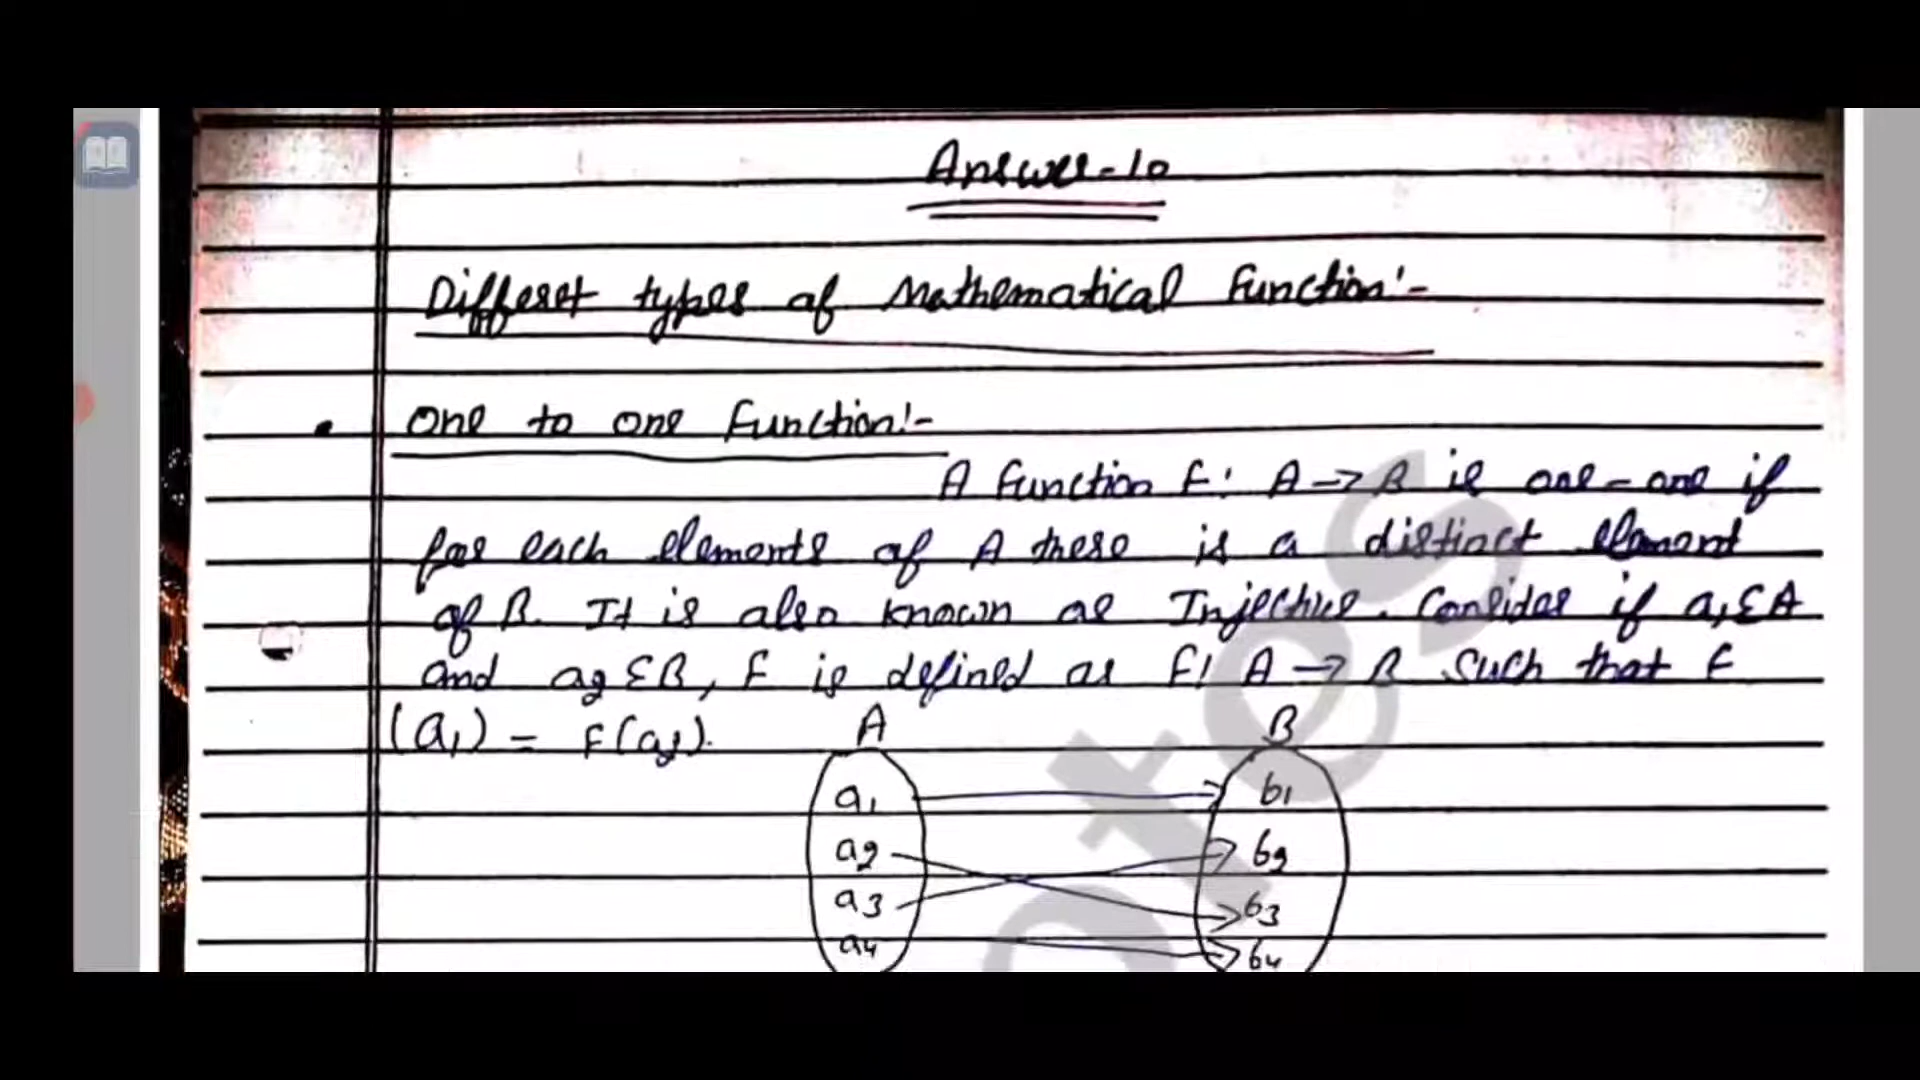 Answer-10
Differet types of Mathematical Function:-
• One to one Function:-
A Function F: A → B is one-one if
for each elements of A there is a distinct element
of B. It is also known as Injective. Consider if a1 ε A
and a2 ε B, F is defined as F: A → B such that F
(a1) = F(a2).
A B
a1 b1
a2 b2
a3 b3
a4 b4
otes